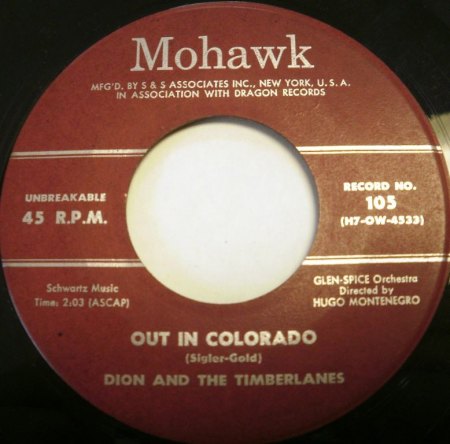 Mohawk
MFG'D. BY S & S ASSOCIATES INC., NEW YORK, U.S.A.
IN ASSOCIATION WITH DRAGON RECORDS
UNBREAKABLE
45 R.P.M.
RECORD NO.
105
(H7-OW-4533)
Schwartz Music
Time: 2:03 (ASCAP)
GLEN-SPICE Orchestra
Directed by
HUGO MONTENEGRO
OUT IN COLORADO
(Sigler-Gold)
DION AND THE TIMBERLANES